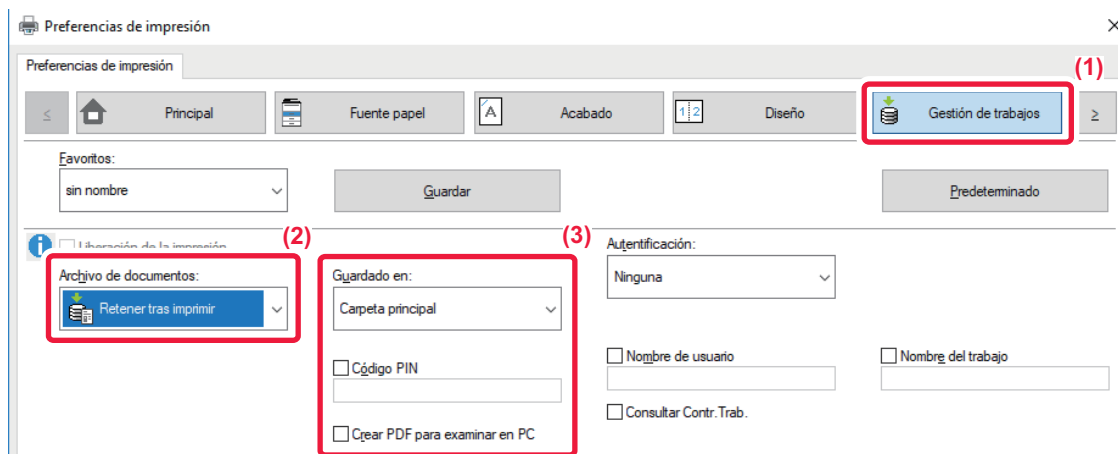 Preferencias de impresión
Preferencias de impresión
(1)
≤ Principal Fuente papel A Acabado 1 2 Diseño Gestión de trabajos ≥
Favoritos:
sin nombre Guardar Predeterminado
Liberación de la impresión (2) (3) Autentificación:
Archivo de documentos: Guardado en: Ninguna
Retener tras imprimir Carpeta principal
Código PIN Nombre de usuario Nombre del trabajo
Consultar Contr.Trab.
Crear PDF para examinar en PC